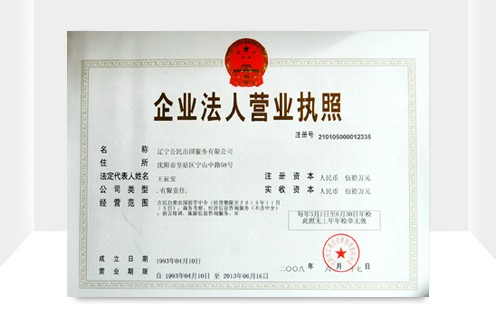 企业法人营业执照
注册号 210105000012335
名称 辽宁公民出国服务有限公司
住所 沈阳市皇姑区宁山中路68号
法定代表人姓名 王延安 注册资本 人民币 伍拾万元
公司类型 有限责任 实收资本 人民币 伍拾万元
经营范围
每年3月1日至6月30日年检
此照无上年年检章无效
成立日期 1993年04月10日
营业期限 自 1993年04月10日 至 2013年06月16日
二〇〇八年六月 十七日